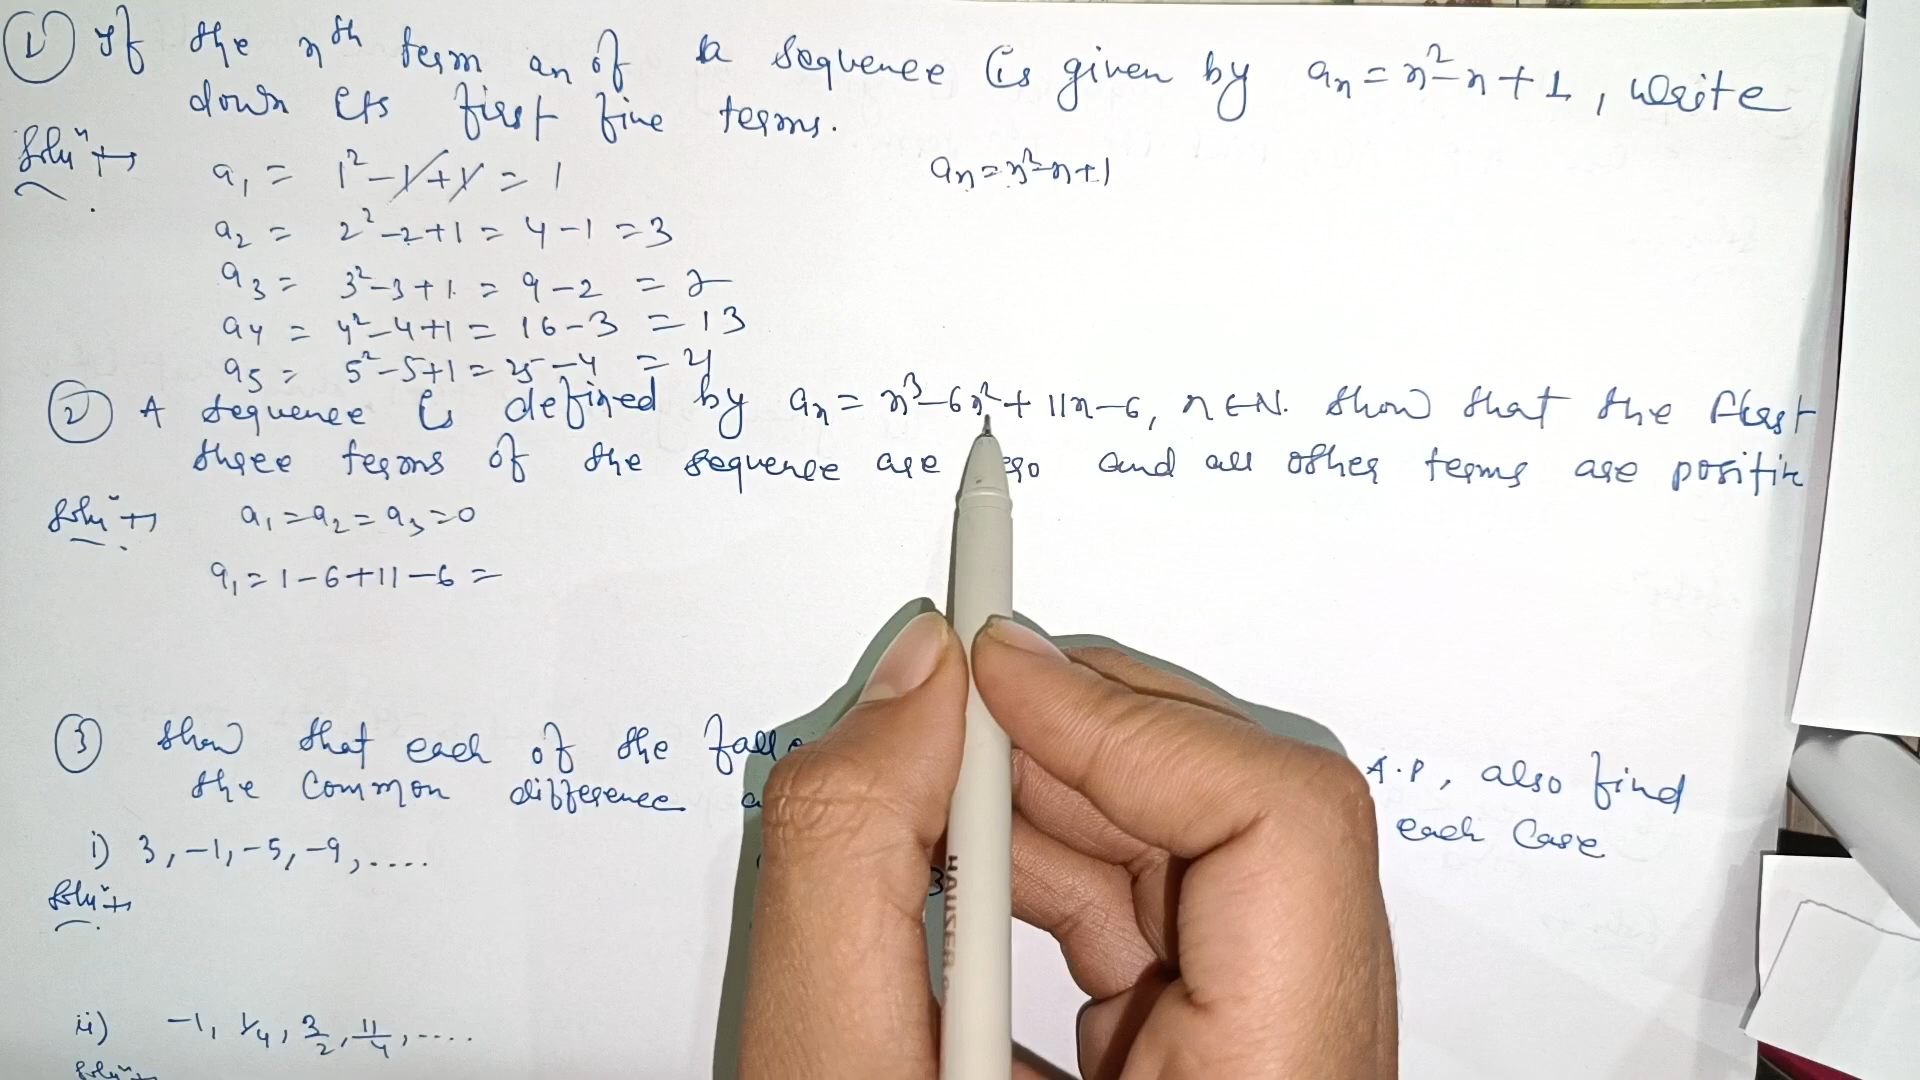 1) If the nth term an of a sequence is given by an = n²-n+1, write
down its first five terms.
Soluⁿ→
a1 = 1²-1+1 = 1
an=n²-n+1
a2 = 2²-2+1 = 4-1 = 3
a3 = 3²-3+1 = 9-2 = 7
a4 = 4²-4+1 = 16-3 = 13
a5 = 5²-5+1 = 25-4 = 21
2) A sequence is defined by an = n³-6n²+11n-6, n∈N. Show that the first
three terms of the sequence are and all other terms are positive
Soluⁿ→ a1=a2=a3=0
a1=1-6+11-6=
3) Show that each of the A.P, also find
the common difference each case
i) 3,-1,-5,-9,....
Soluⁿ→
ii) -1, 1/4, 3/2, 11/4, ....
Soluⁿ→
HAUSER